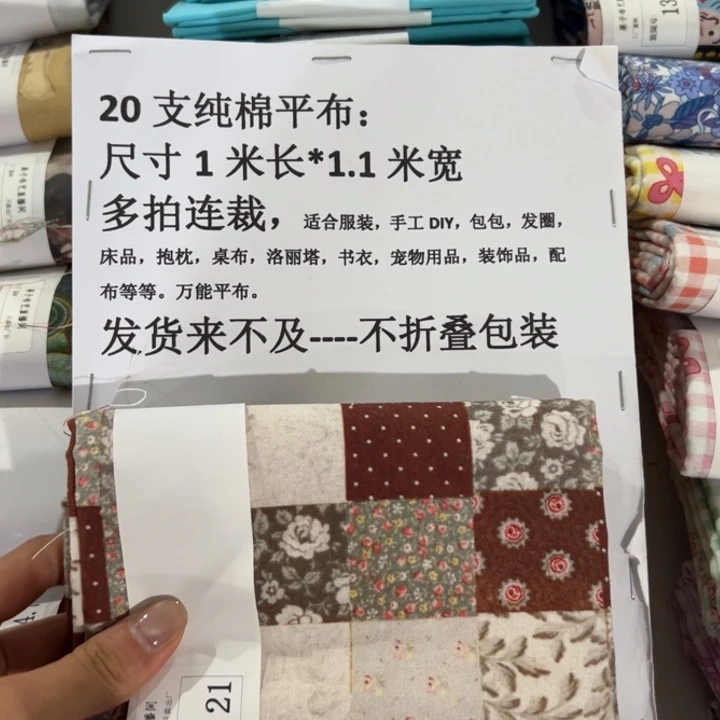 20 支纯棉平布：
尺寸 1 米长*1.1 米宽
多拍连裁，适合服装，手工 DIY，包包，发圈，
床品，抱枕，桌布，洛丽塔，书衣，宠物用品，装饰品，配
布等等。万能平布。
发货来不及----不折叠包装
21
13